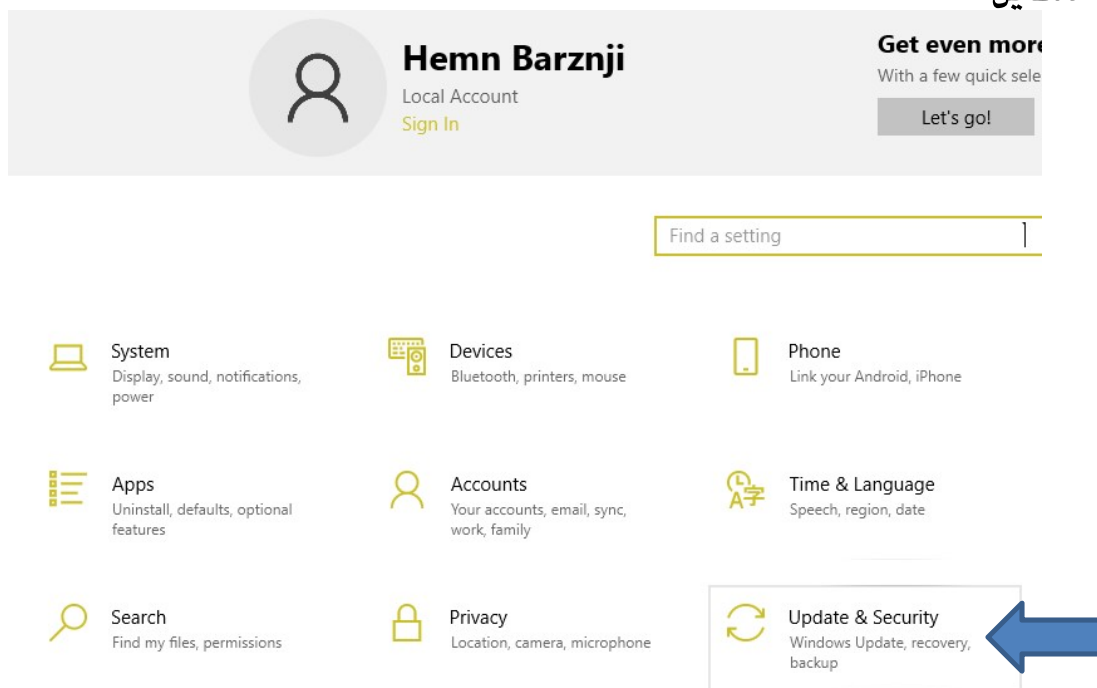 Hemn Barznji
Local Account
Sign In
Get even more
With a few quick sele
Let's go!
Find a setting
System
Display, sound, notifications,
power
Devices
Bluetooth, printers, mouse
Phone
Link your Android, iPhone
Apps
Uninstall, defaults, optional
features
Accounts
Your accounts, email, sync,
work, family
Time & Language
Speech, region, date
Search
Find my files, permissions
Privacy
Location, camera, microphone
Update & Security
Windows Update, recovery,
backup